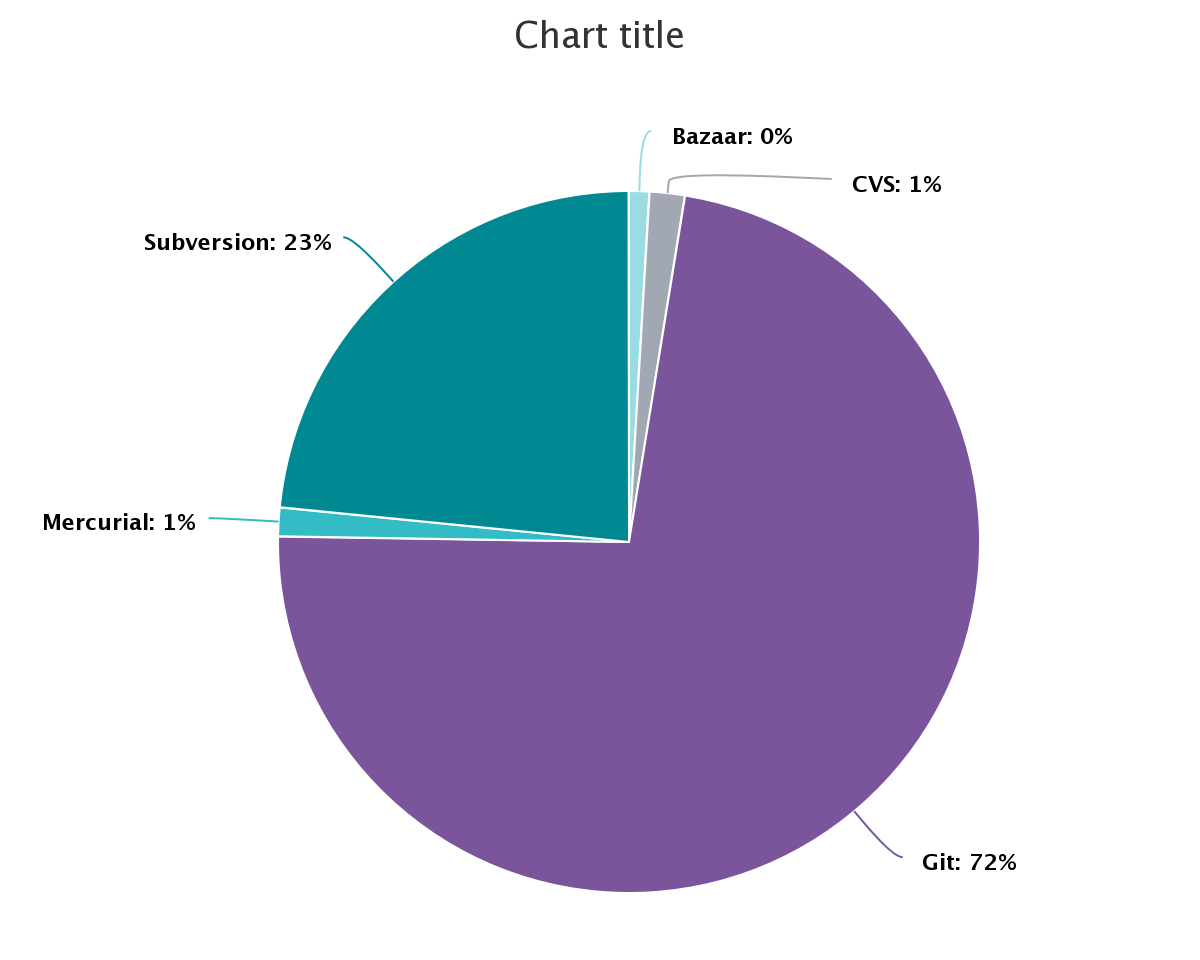 Chart title
Bazaar: 0%
CVS: 1%
Subversion: 23%
Mercurial: 1%
Git: 72%